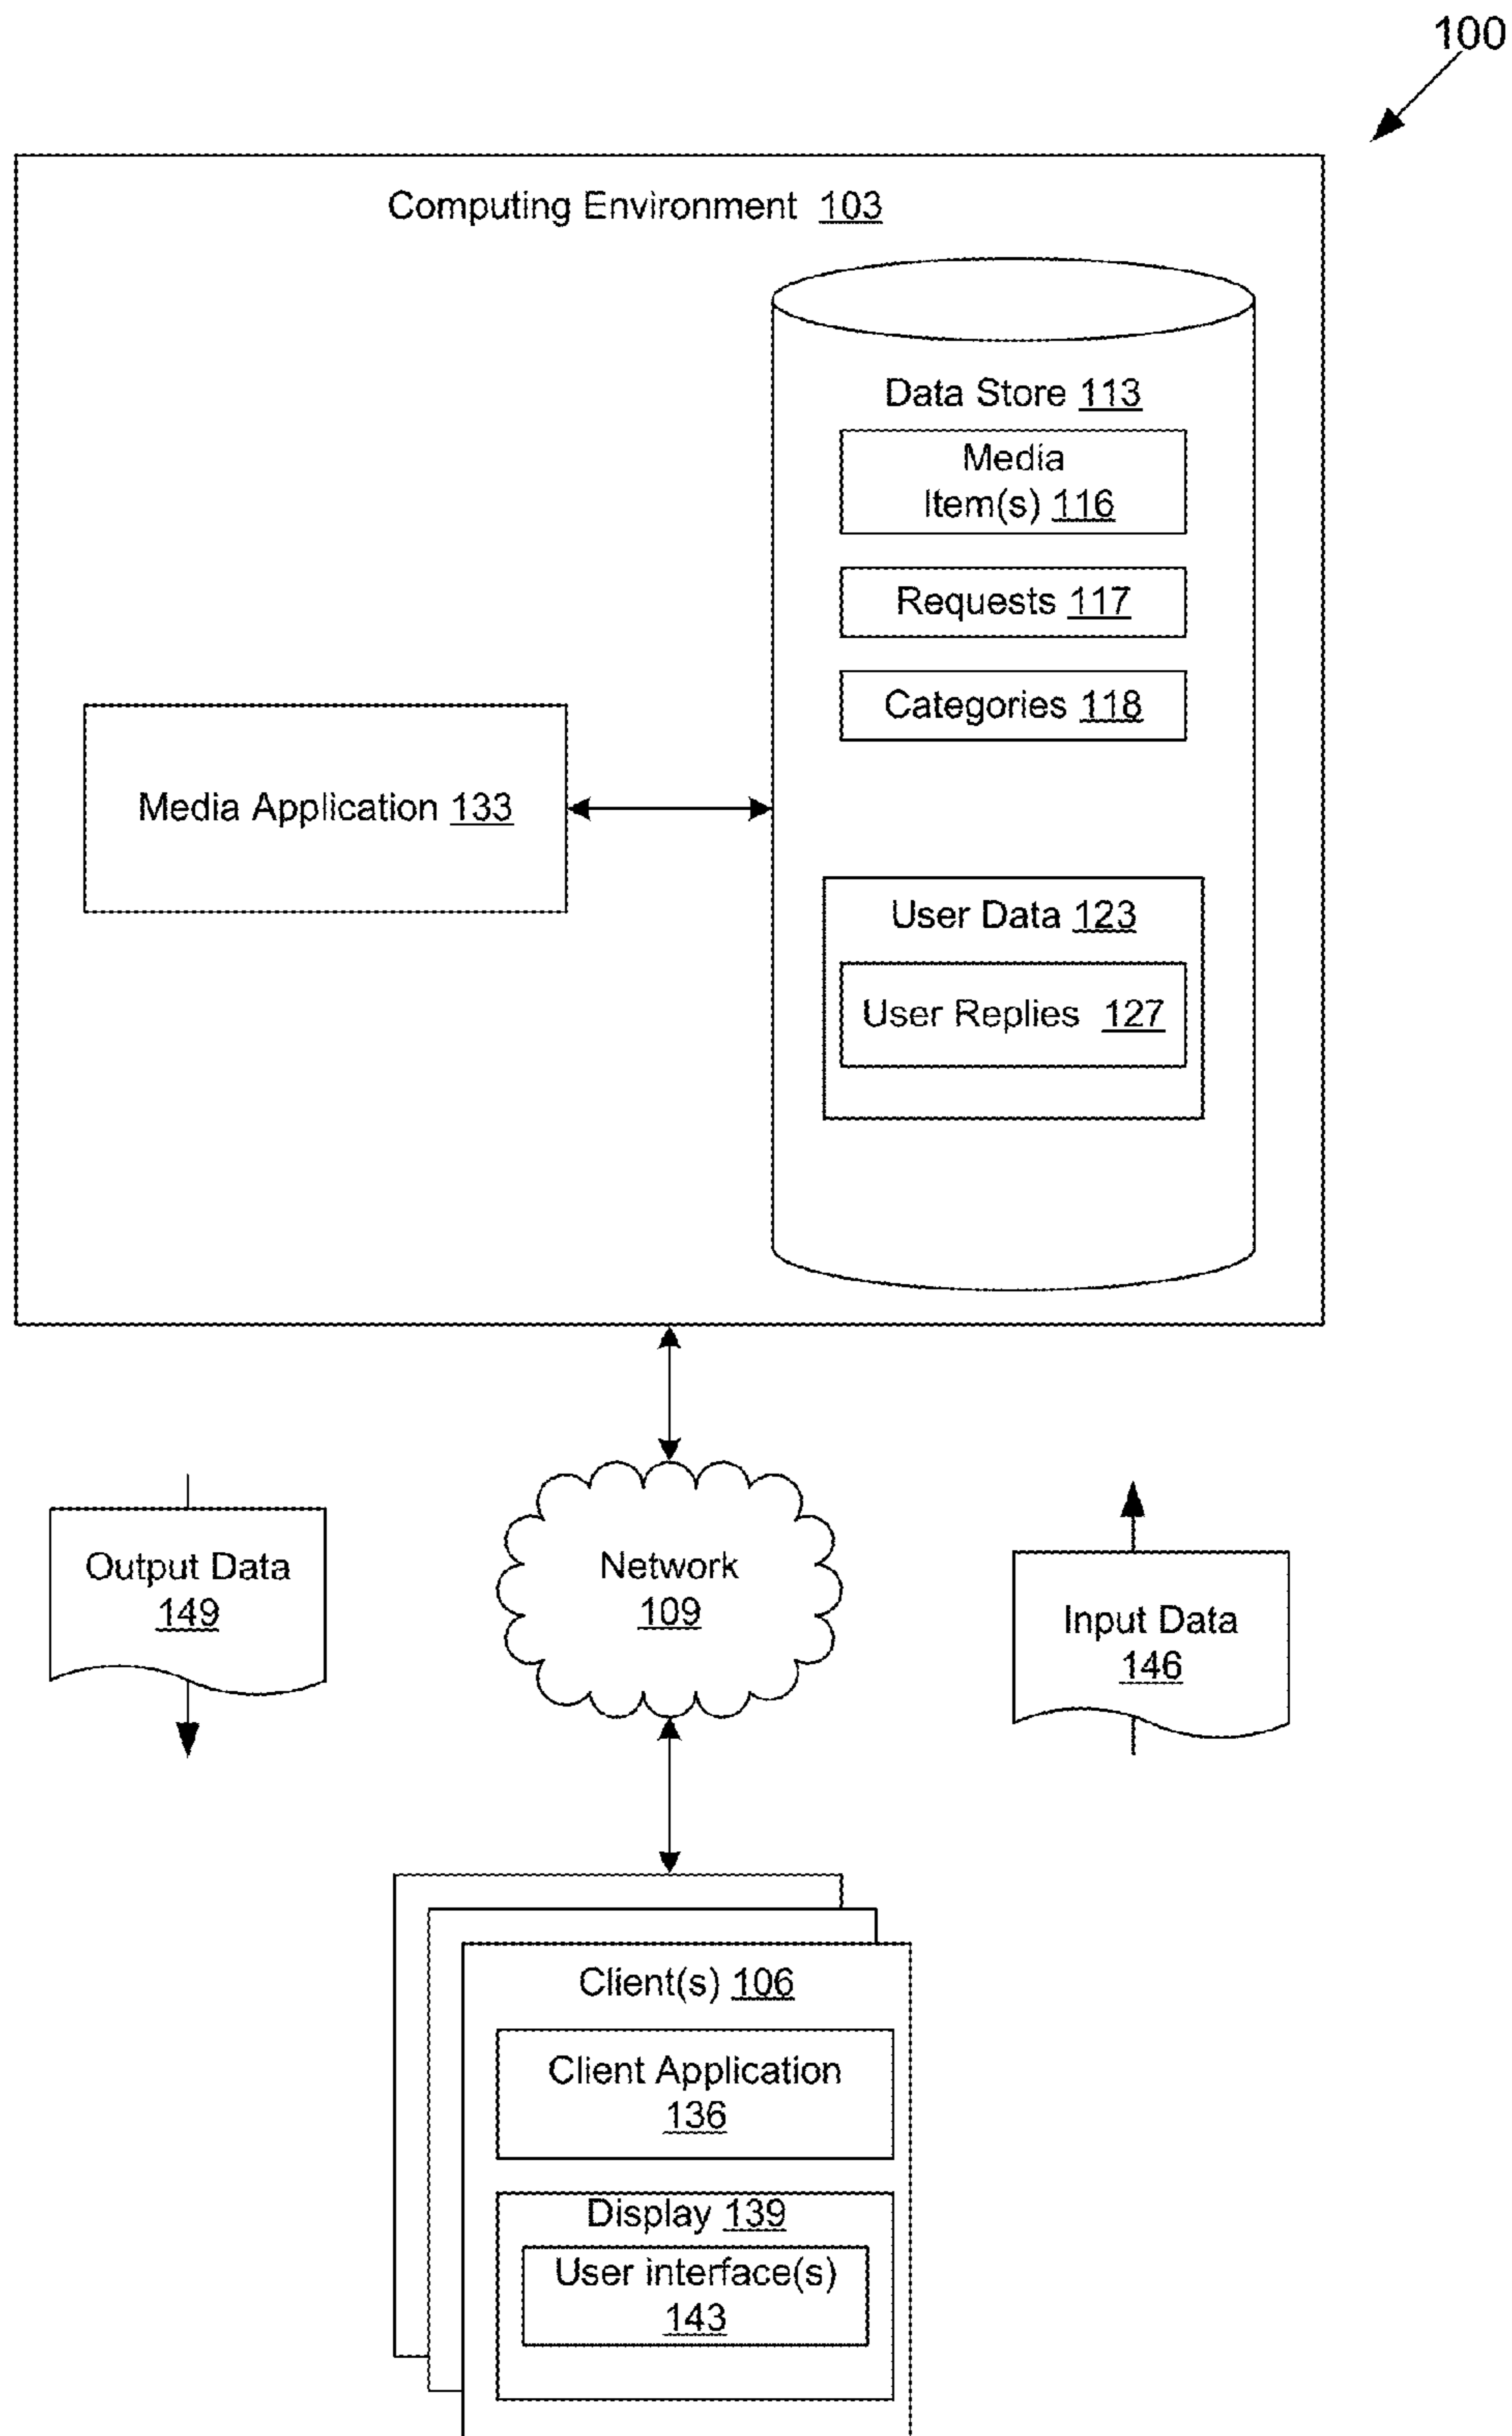 100
Computing Environment 103
Data Store 113
Media
Item(s) 116
Requests 117
Categories 118
Media Application 133
User Data 123
User Replies 127
Output Data
149
Network
109
Input Data
146
Client(s) 106
Client Application
136
Display 139
User interface(s)
143